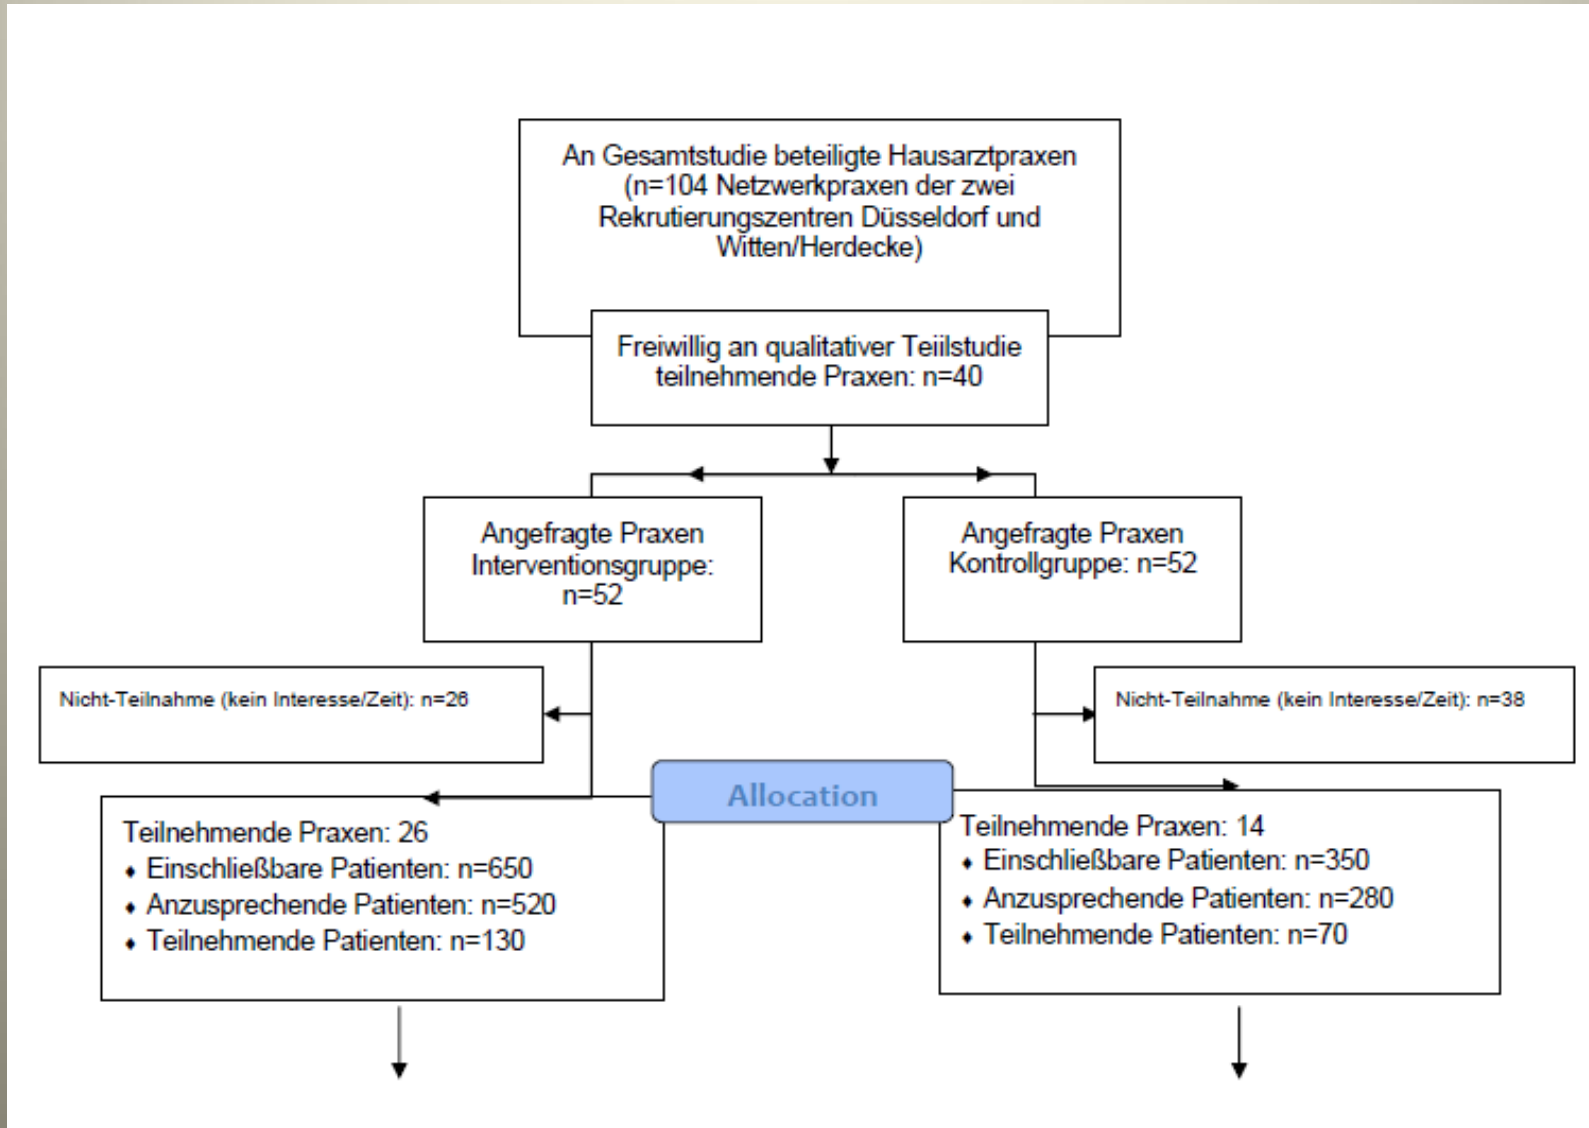 An Gesamtstudie beteiligte Hausarztpraxen
(n=104 Netzwerkpraxen der zwei
Rekrutierungszentren Düsseldorf und
Witten/Herdecke)
Freiwillig an qualitativer Teiilstudie
teilnehmende Praxen: n=40
Angefragte Praxen
Interventionsgruppe:
n=52
Angefragte Praxen
Kontrollgruppe: n=52
Nicht-Teilnahme (kein Interesse/Zeit): n=26
Nicht-Teilnahme (kein Interesse/Zeit): n=38
Allocation
Teilnehmende Praxen: 26
♦ Einschließbare Patienten: n=650
♦ Anzusprechende Patienten: n=520
♦ Teilnehmende Patienten: n=130
Teilnehmende Praxen: 14
♦ Einschließbare Patienten: n=350
♦ Anzusprechende Patienten: n=280
♦ Teilnehmende Patienten: n=70